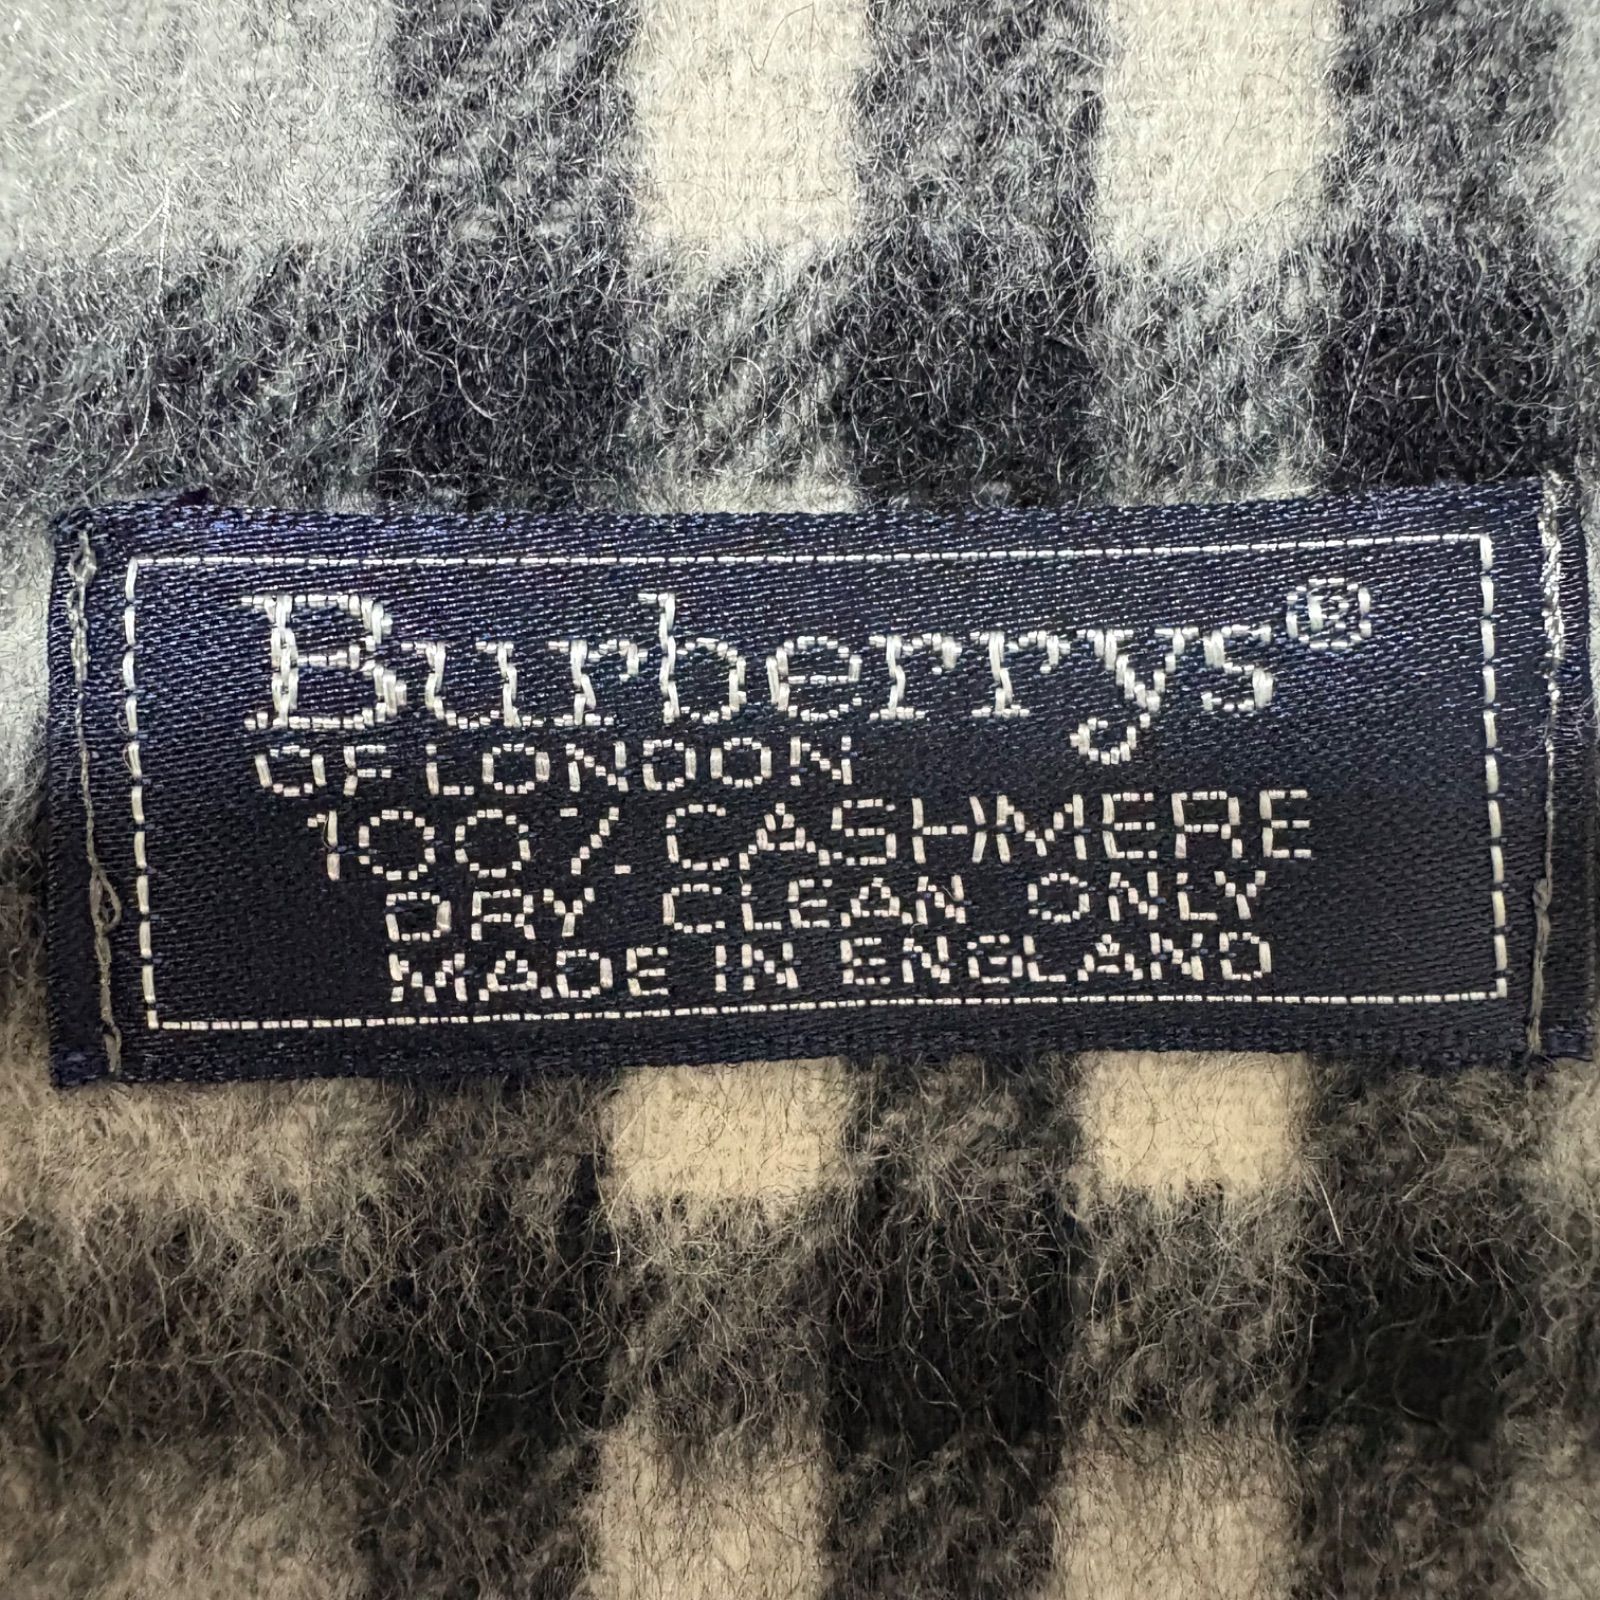 Burberrys®
OF LONDON
100% CASHMERE
DRY CLEAN ONLY
MADE IN ENGLAND